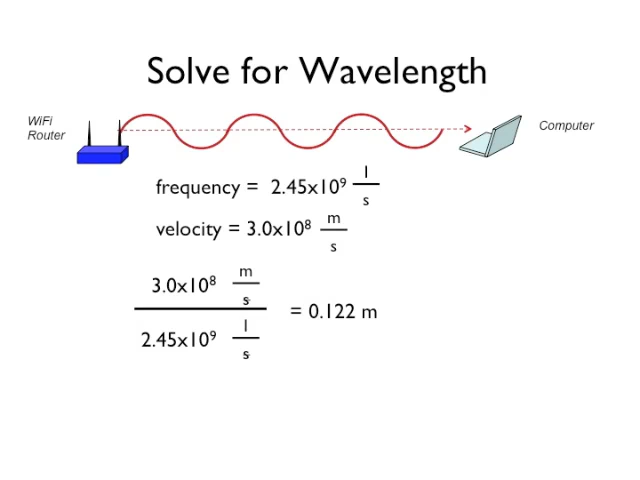 Solve for Wavelength
WiFi
Router
Computer
frequency = 2.45x10⁹ 1/s
velocity = 3.0x10⁸ m/s
3.0x10⁸ m/s
= 0.122 m
2.45x10⁹ 1/s